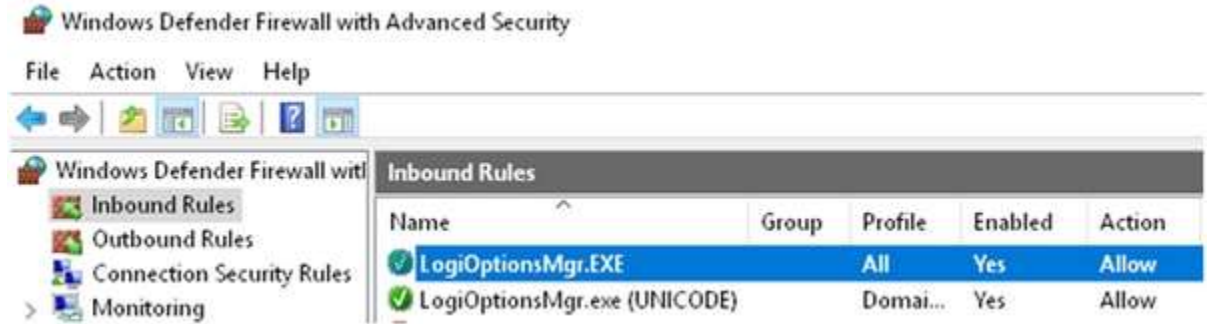 Windows Defender Firewall with Advanced Security
File Action View Help
Windows Defender Firewall witl
Inbound Rules
Outbound Rules
Connection Security Rules
Monitoring
Inbound Rules
Name Group Profile Enabled Action
LogiOptionsMgr.EXE All Yes Allow
LogiOptionsMgr.exe (UNICODE) Domai... Yes Allow